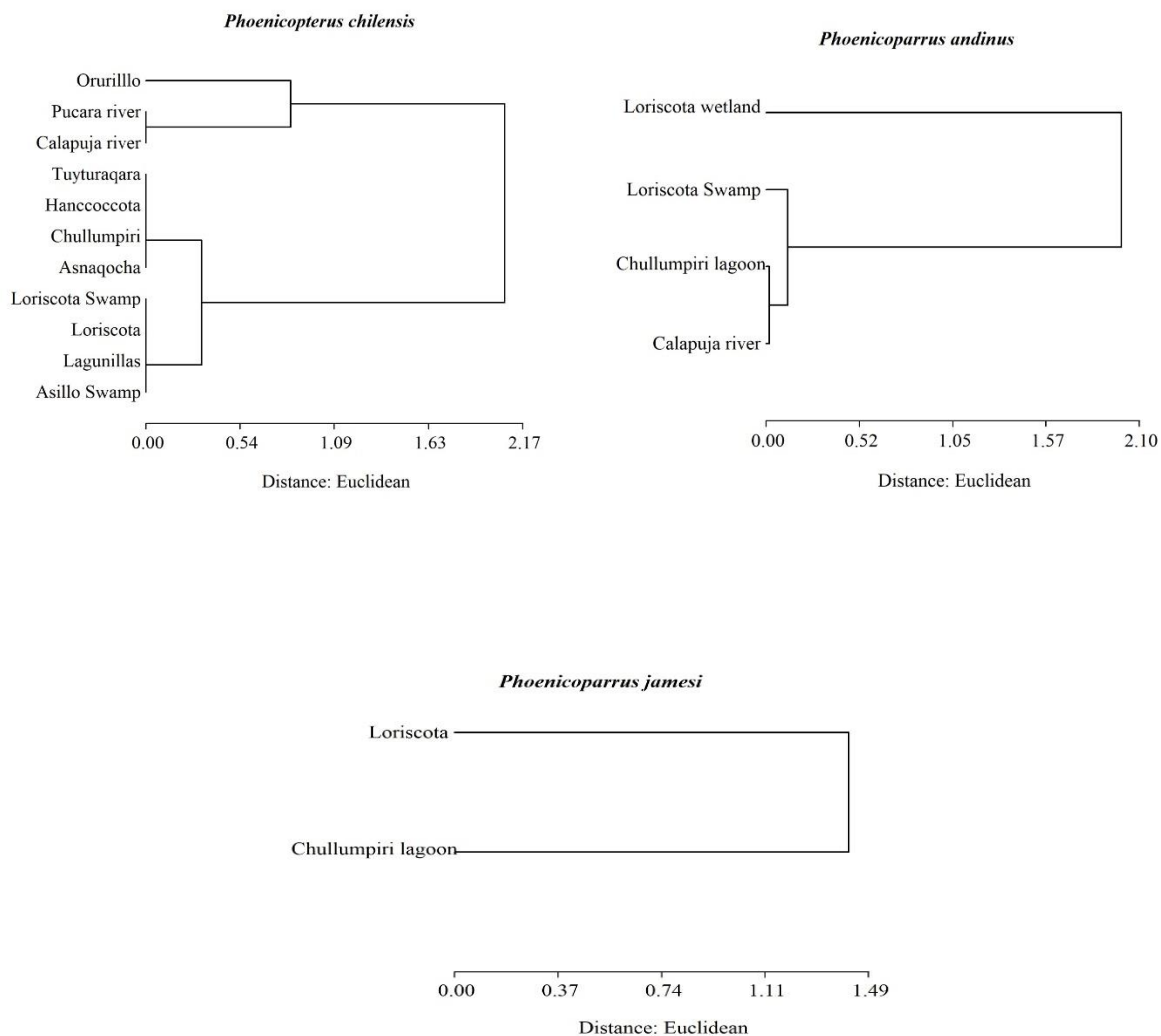 Phoenicopterus chilensis
Orurilllo
Pucara river
Calapuja river
Tuyturaqara
Hanccoccota
Chullumpiri
Asnaqocha
Loriscota Swamp
Loriscota
Lagunillas
Asillo Swamp
0.00 0.54 1.09 1.63 2.17
Distance: Euclidean
Phoenicoparrus andinus
Loriscota wetland
Loriscota Swamp
Chullumpiri lagoon
Calapuja river
0.00 0.52 1.05 1.57 2.10
Distance: Euclidean
Phoenicoparrus jamesi
Loriscota
Chullumpiri lagoon
0.00 0.37 0.74 1.11 1.49
Distance: Euclidean